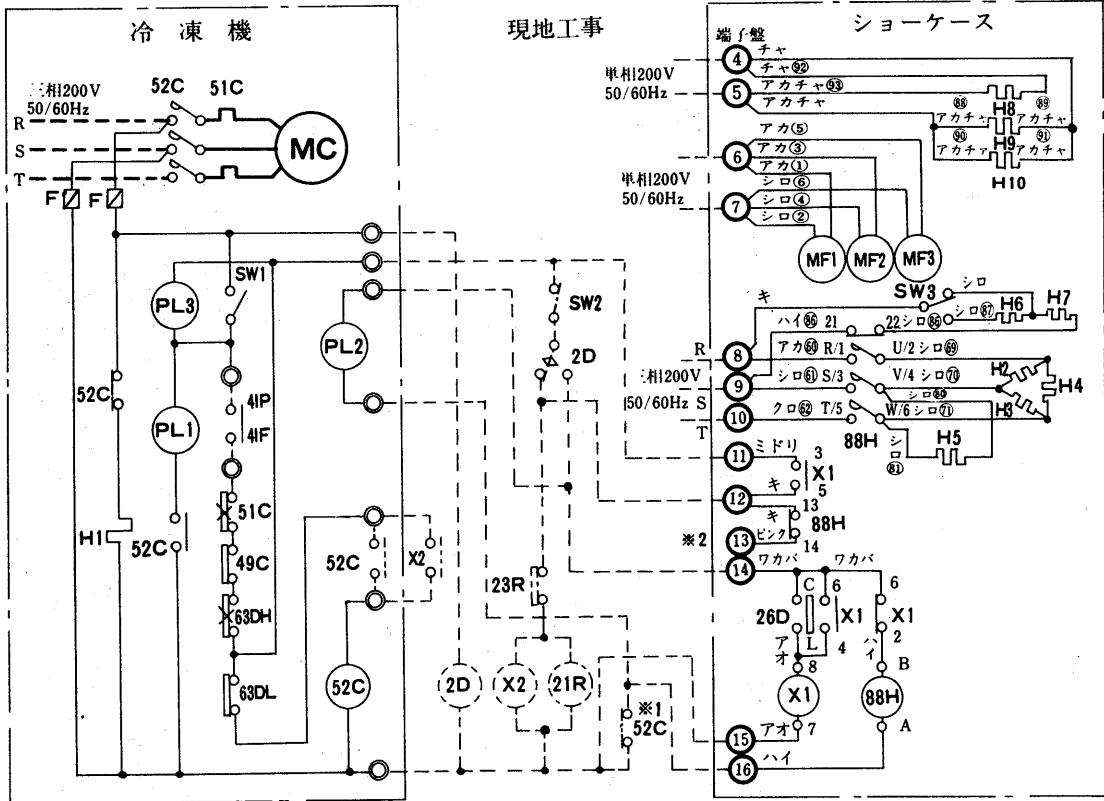 冷凍機
現地工事
ショーケース
端子盤
三相200V
50/60Hz
52C
51C
R
S
T
MC
F
F
SW1
PL3
PL2
PL1
52C
41P
41F
51C
49C
63DH
63DL
H1
52C
52C
X2
52C
SW2
2D
23R
2D
X2
21R
※1
52C
単相200V
50/60Hz
④
チャ
チャ92
⑤
アカチャ93
アカチャ
H8
88
アカチャ
89
アカチャ
H9
90
アカチャ
91
アカチャ
H10
単相200V
50/60Hz
⑥
アカ⑤
アカ③
アカ①
⑦
シロ⑥
シロ④
シロ②
MF1
MF2
MF3
SW3
シロ
シロ87
H6
H7
キ
ハイ86
21
22
シロ86
R
⑧
アカ60
R/1
U/2
シロ69
三相200V
50/60Hz
⑨
シロ61
S/3
V/4
シロ70
シロ80
S
⑩
クロ62
T/5
W/6
シロ71
T
88H
シロ81
H2
H3
H4
H5
⑪
ミドリ
3
X1
5
⑫
キ
キ
13
88H
14
※2
⑬
ピンク
⑭
ワカバ
ワカバ
C
6
6
26D
X1
X1
L
4
2
アオ
8
ハイ
B
X1
88H
7
A
⑮
アオ
⑯
ハイ